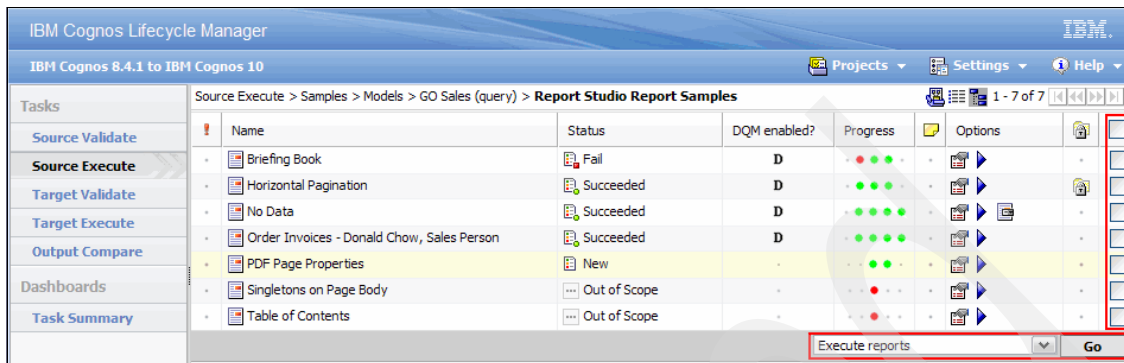 IBM Cognos Lifecycle Manager IBM.
IBM Cognos 8.4.1 to IBM Cognos 10 Projects Settings Help
Tasks
Source Validate
Source Execute
Target Validate
Target Execute
Output Compare
Dashboards
Task Summary
Source Execute > Samples > Models > GO Sales (query) > Report Studio Report Samples 1 - 7 of 7
! Name Status DQM enabled? Progress Options
Briefing Book Fail D
Horizontal Pagination Succeeded D
No Data Succeeded D
Order Invoices - Donald Chow, Sales Person Succeeded D
PDF Page Properties New
Singletons on Page Body Out of Scope
Table of Contents Out of Scope
Execute reports Go